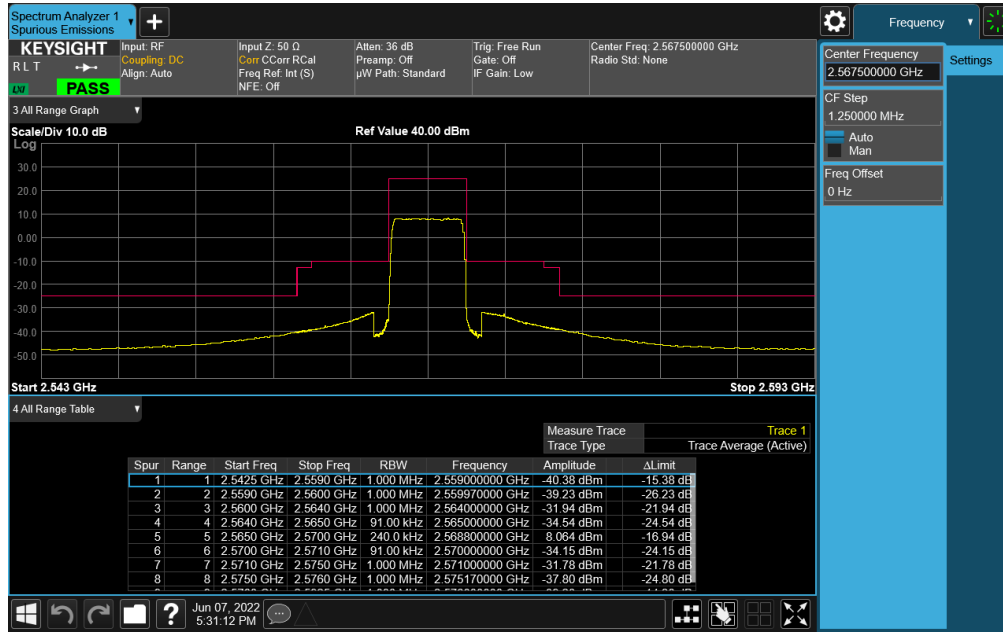 Spectrum Analyzer 1
Spurious Emissions
Frequency
KEYSIGHT
R L T
LXI
PASS
Input: RF
Coupling: DC
Align: Auto
Input Z: 50 Ω
Corr CCorr RCal
Freq Ref: Int (S)
NFE: Off
Atten: 36 dB
Preamp: Off
µW Path: Standard
Trig: Free Run
Gate: Off
IF Gain: Low
Center Freq: 2.567500000 GHz
Radio Std: None
Center Frequency
2.567500000 GHz
Settings
CF Step
1.250000 MHz
Auto
Man
Freq Offset
0 Hz
3 All Range Graph
Scale/Div 10.0 dB
Ref Value 40.00 dBm
Log
30.0
20.0
10.0
0.00
-10.0
-20.0
-30.0
-40.0
-50.0
Start 2.543 GHz
Stop 2.593 GHz
4 All Range Table
Measure Trace Trace 1
Trace Type Trace Average (Active)
Spur Range Start Freq Stop Freq RBW Frequency Amplitude ΔLimit
1 1 2.5425 GHz 2.5590 GHz 1.000 MHz 2.559000000 GHz -40.38 dBm -15.38 dB
2 2 2.5590 GHz 2.5600 GHz 1.000 MHz 2.559970000 GHz -39.23 dBm -26.23 dB
3 3 2.5600 GHz 2.5640 GHz 1.000 MHz 2.564000000 GHz -31.94 dBm -21.94 dB
4 4 2.5640 GHz 2.5650 GHz 91.00 kHz 2.565000000 GHz -34.54 dBm -24.54 dB
5 5 2.5650 GHz 2.5700 GHz 240.0 kHz 2.568800000 GHz 8.064 dBm -16.94 dB
6 6 2.5700 GHz 2.5710 GHz 91.00 kHz 2.570000000 GHz -34.15 dBm -24.15 dB
7 7 2.5710 GHz 2.5750 GHz 1.000 MHz 2.571000000 GHz -31.78 dBm -21.78 dB
8 8 2.5750 GHz 2.5760 GHz 1.000 MHz 2.575170000 GHz -37.80 dBm -24.80 dB
Jun 07, 2022
5:31:12 PM